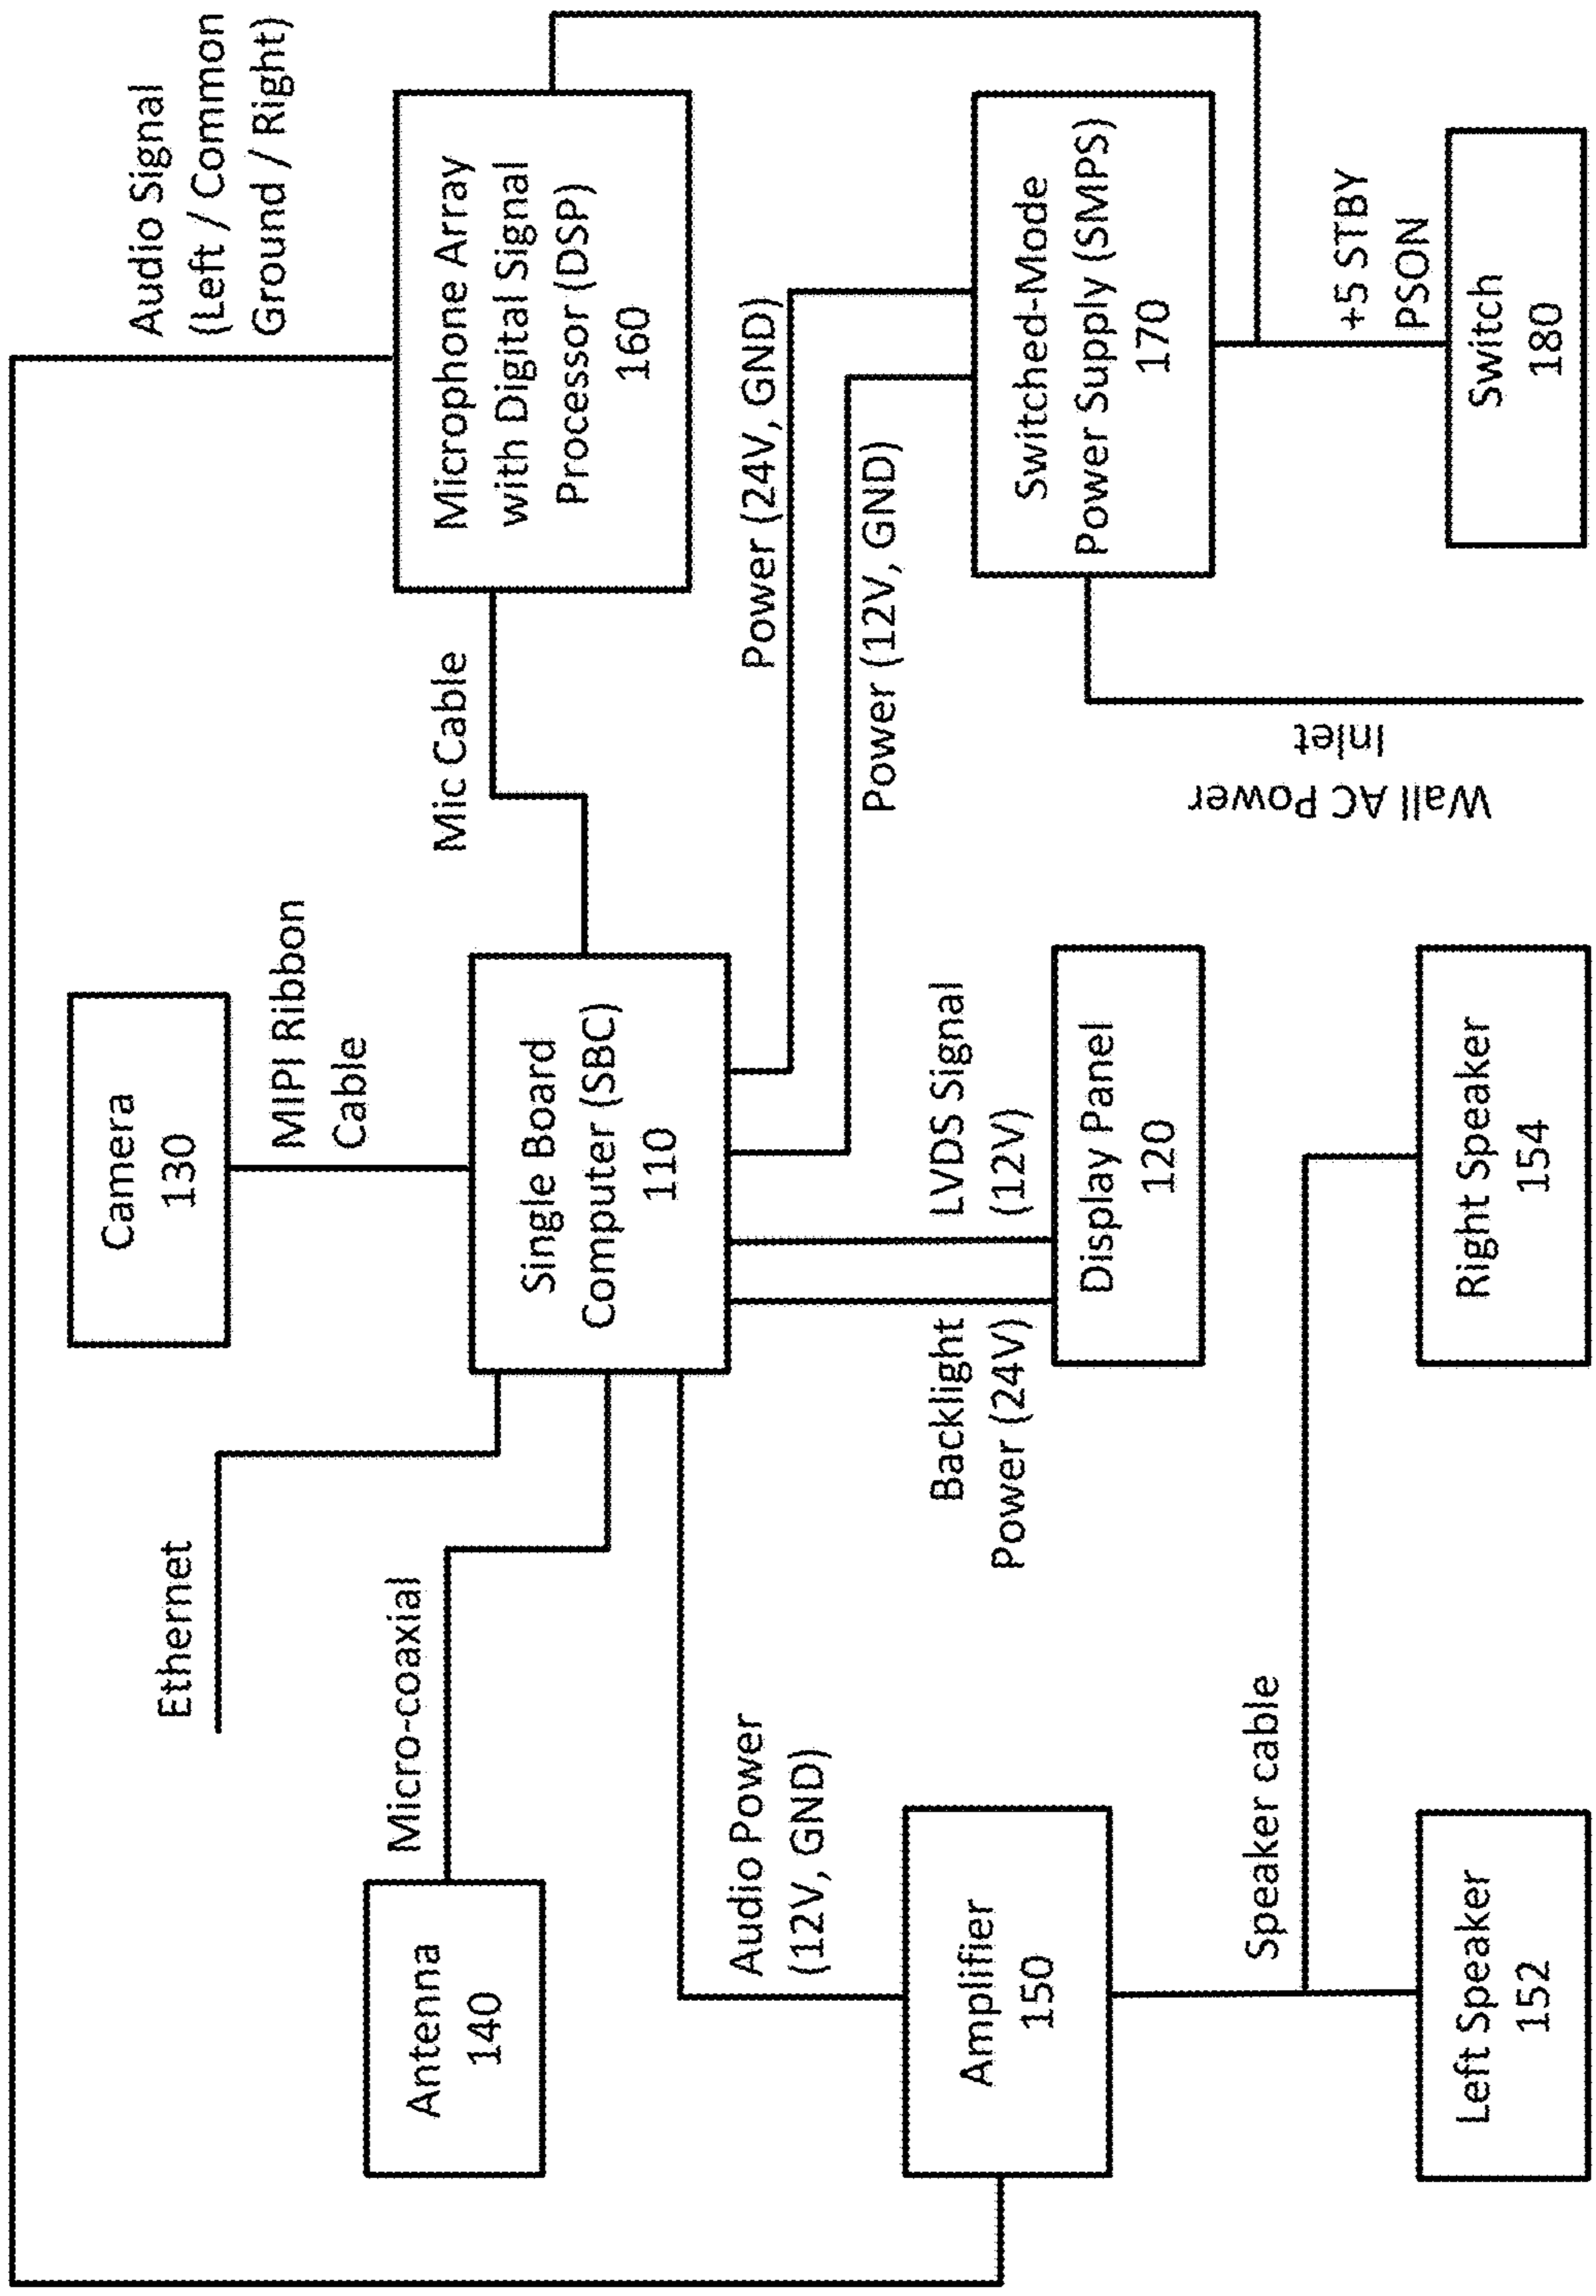 Camera
130
MIPI Ribbon
Cable
Ethernet
Micro-coaxial
Antenna
140
Audio Signal
(Left / Common
Ground / Right)
Single Board
Computer (SBC)
110
Mic Cable
Microphone Array
with Digital Signal
Processor (DSP)
160
Audio Power
(12V, GND)
Power (24V, GND)
Power (12V, GND)
Amplifier
150
Backlight
Power (24V)
LVDS Signal
(12V)
Display Panel
120
Switched-Mode
Power Supply (SMPS)
170
Wall AC Power
Inlet
+5 STBY
PSON
Speaker cable
Left Speaker
152
Right Speaker
154
Switch
180